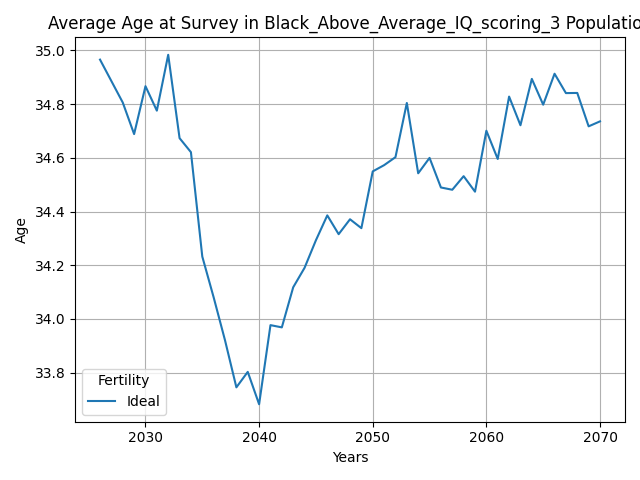 Average Age at Survey in Black_Above_Average_IQ_scoring_3 Populatio
35.0
34.8
34.6
34.4
34.2
34.0
33.8
Age
Fertility
Ideal
2030 2040 2050 2060 2070
Years